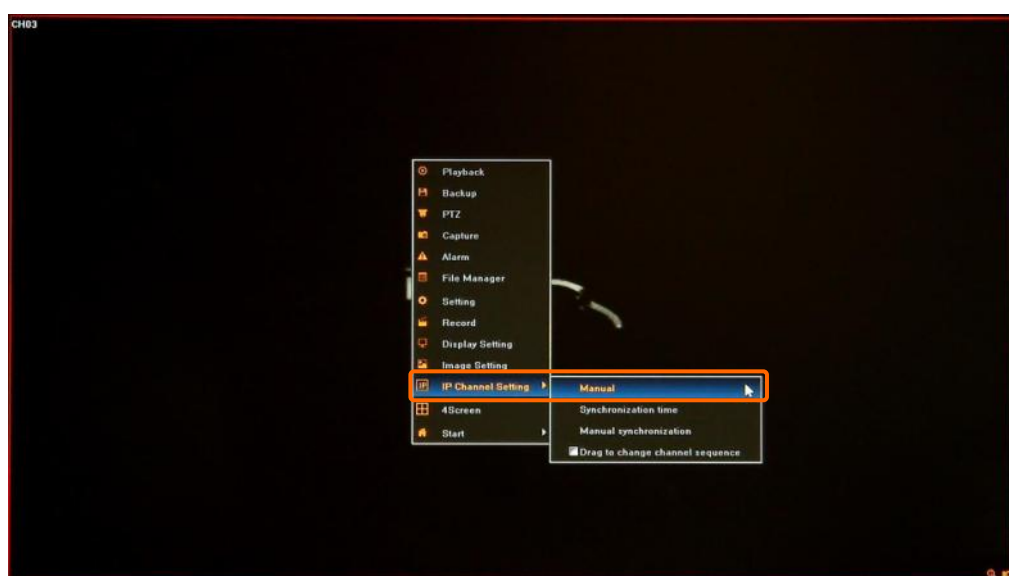 CH03
Playback
Backup
PTZ
Capture
Alarm
File Manager
Setting
Record
Display Setting
Image Setting
IP IP Channel Setting
Manual
4Screen
Synchronization time
Start
Manual synchronization
Drag to change channel sequence